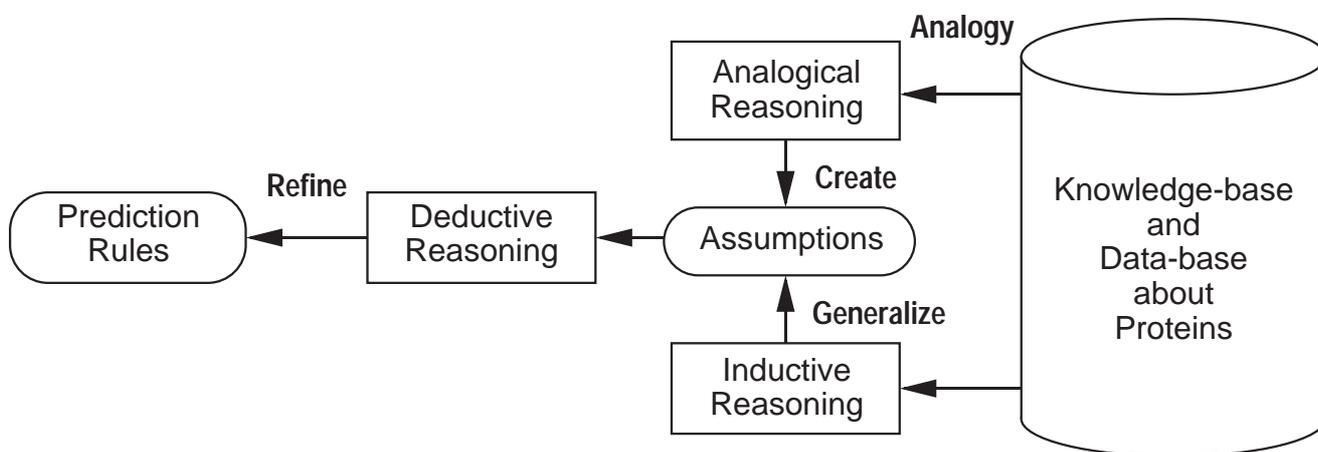 Analogy
Analogical
Reasoning
Create
Refine
Prediction
Rules
Deductive
Reasoning
Assumptions
Generalize
Inductive
Reasoning
Knowledge-base
and
Data-base
about
Proteins